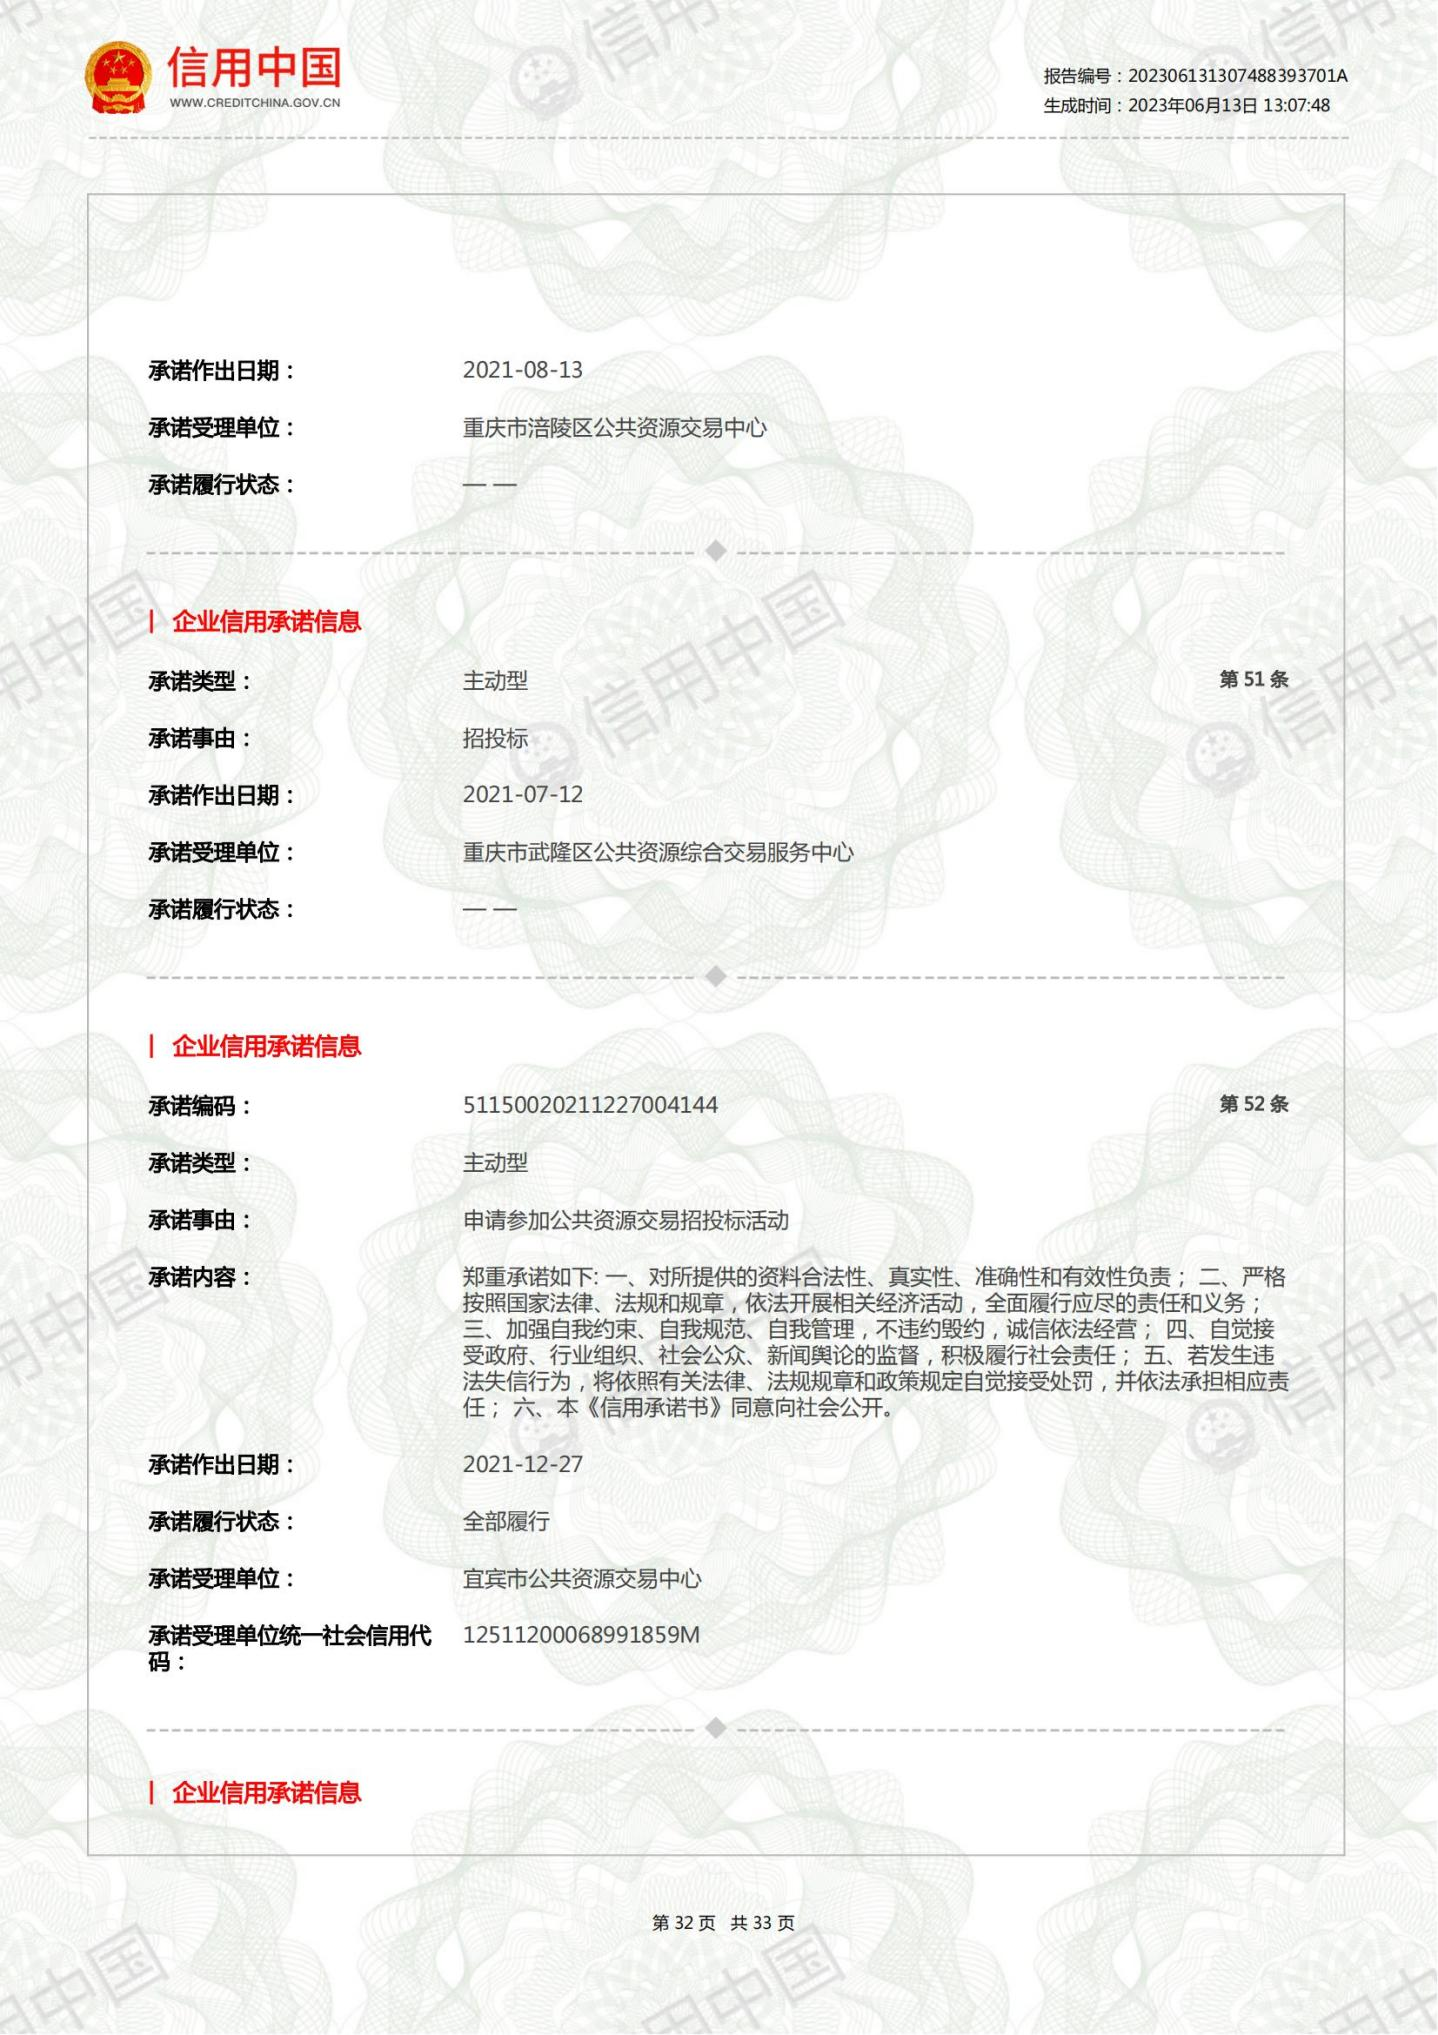 信用中国
WWW.CREDITCHINA.GOV.CN
报告编号：202306131307488393701A
生成时间：2023年06月13日 13:07:48
承诺作出日期： 2021-08-13
承诺受理单位： 重庆市涪陵区公共资源交易中心
承诺履行状态： — —
| 企业信用承诺信息
承诺类型： 主动型 第 51 条
承诺事由： 招投标
承诺作出日期： 2021-07-12
承诺受理单位： 重庆市武隆区公共资源综合交易服务中心
承诺履行状态： — —
| 企业信用承诺信息
承诺编码： 51150020211227004144 第 52 条
承诺类型： 主动型
承诺事由： 申请参加公共资源交易招投标活动
承诺内容： 郑重承诺如下: 一、对所提供的资料合法性、真实性、准确性和有效性负责； 二、严格
按照国家法律、法规和规章，依法开展相关经济活动，全面履行应尽的责任和义务；
三、加强自我约束、自我规范、自我管理，不违约毁约，诚信依法经营； 四、自觉接
受政府、行业组织、社会公众、新闻舆论的监督，积极履行社会责任； 五、若发生违
法失信行为，将依照有关法律、法规规章和政策规定自觉接受处罚，并依法承担相应责
任； 六、本《信用承诺书》同意向社会公开。
承诺作出日期： 2021-12-27
承诺履行状态： 全部履行
承诺受理单位： 宜宾市公共资源交易中心
承诺受理单位统一社会信用代 12511200068991859M
码：
| 企业信用承诺信息
第 32 页 共 33 页